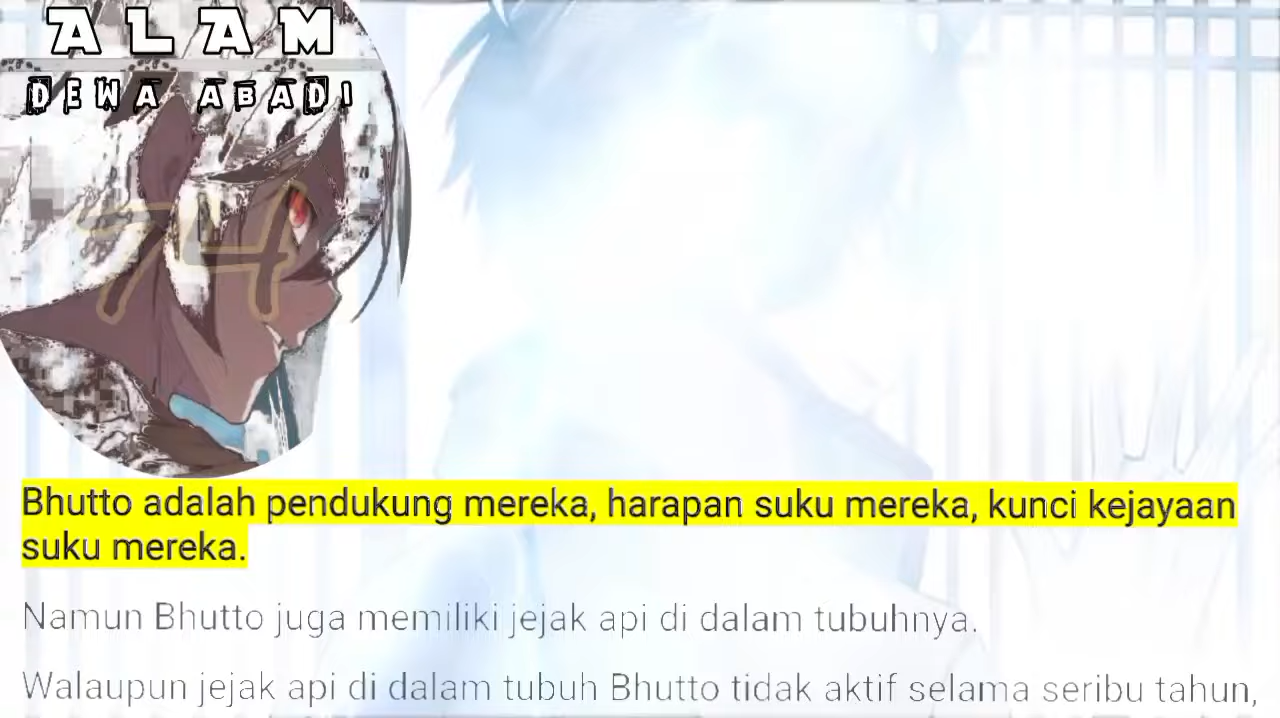 ALAM
DEWA ABADI
74
Bhutto adalah pendukung mereka, harapan suku mereka, kunci kejayaan
suku mereka.
Namun Bhutto juga memiliki jejak api di dalam tubuhnya.
Walaupun jejak api di dalam tubuh Bhutto tidak aktif selama seribu tahun,